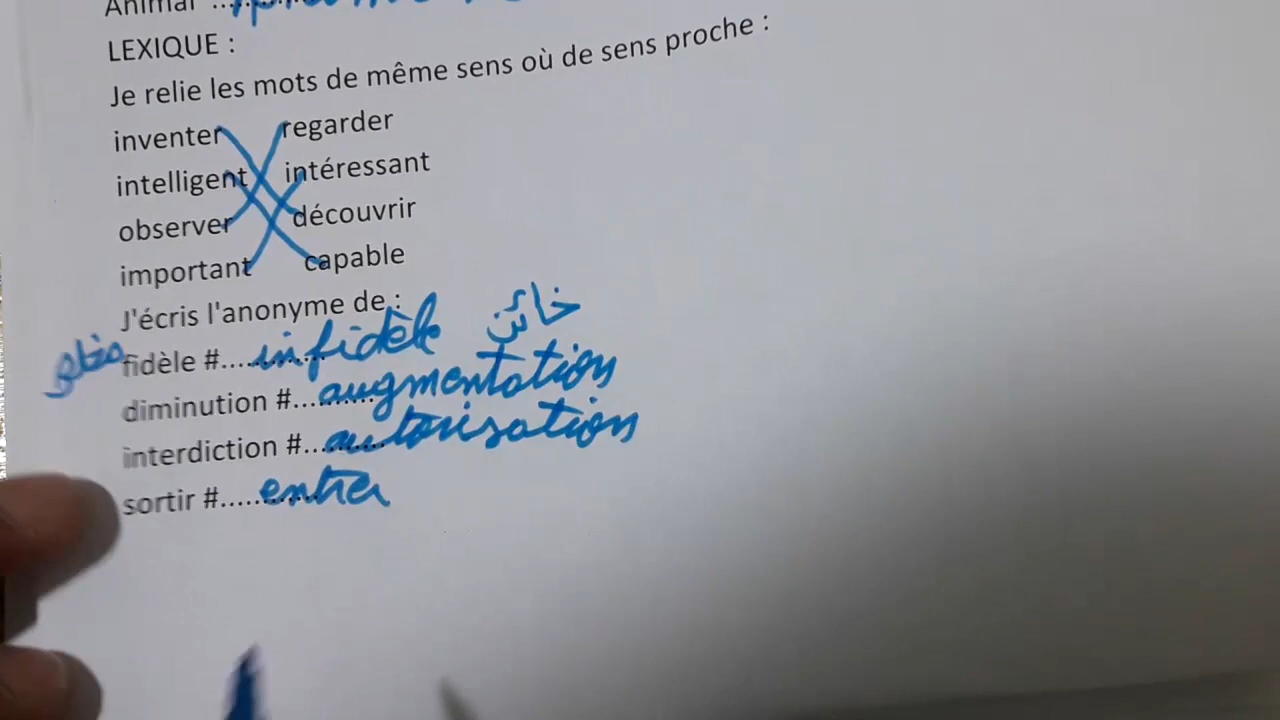 Animal
LEXIQUE :
Je relie les mots de même sens où de sens proche :
inventer regarder
intelligent intéressant
observer découvrir
important capable
J'écris l'anonyme de :
fidèle #......infidèle خائن
diminution #..........augmentation
interdiction #..........autorisation
sortir #............entrer